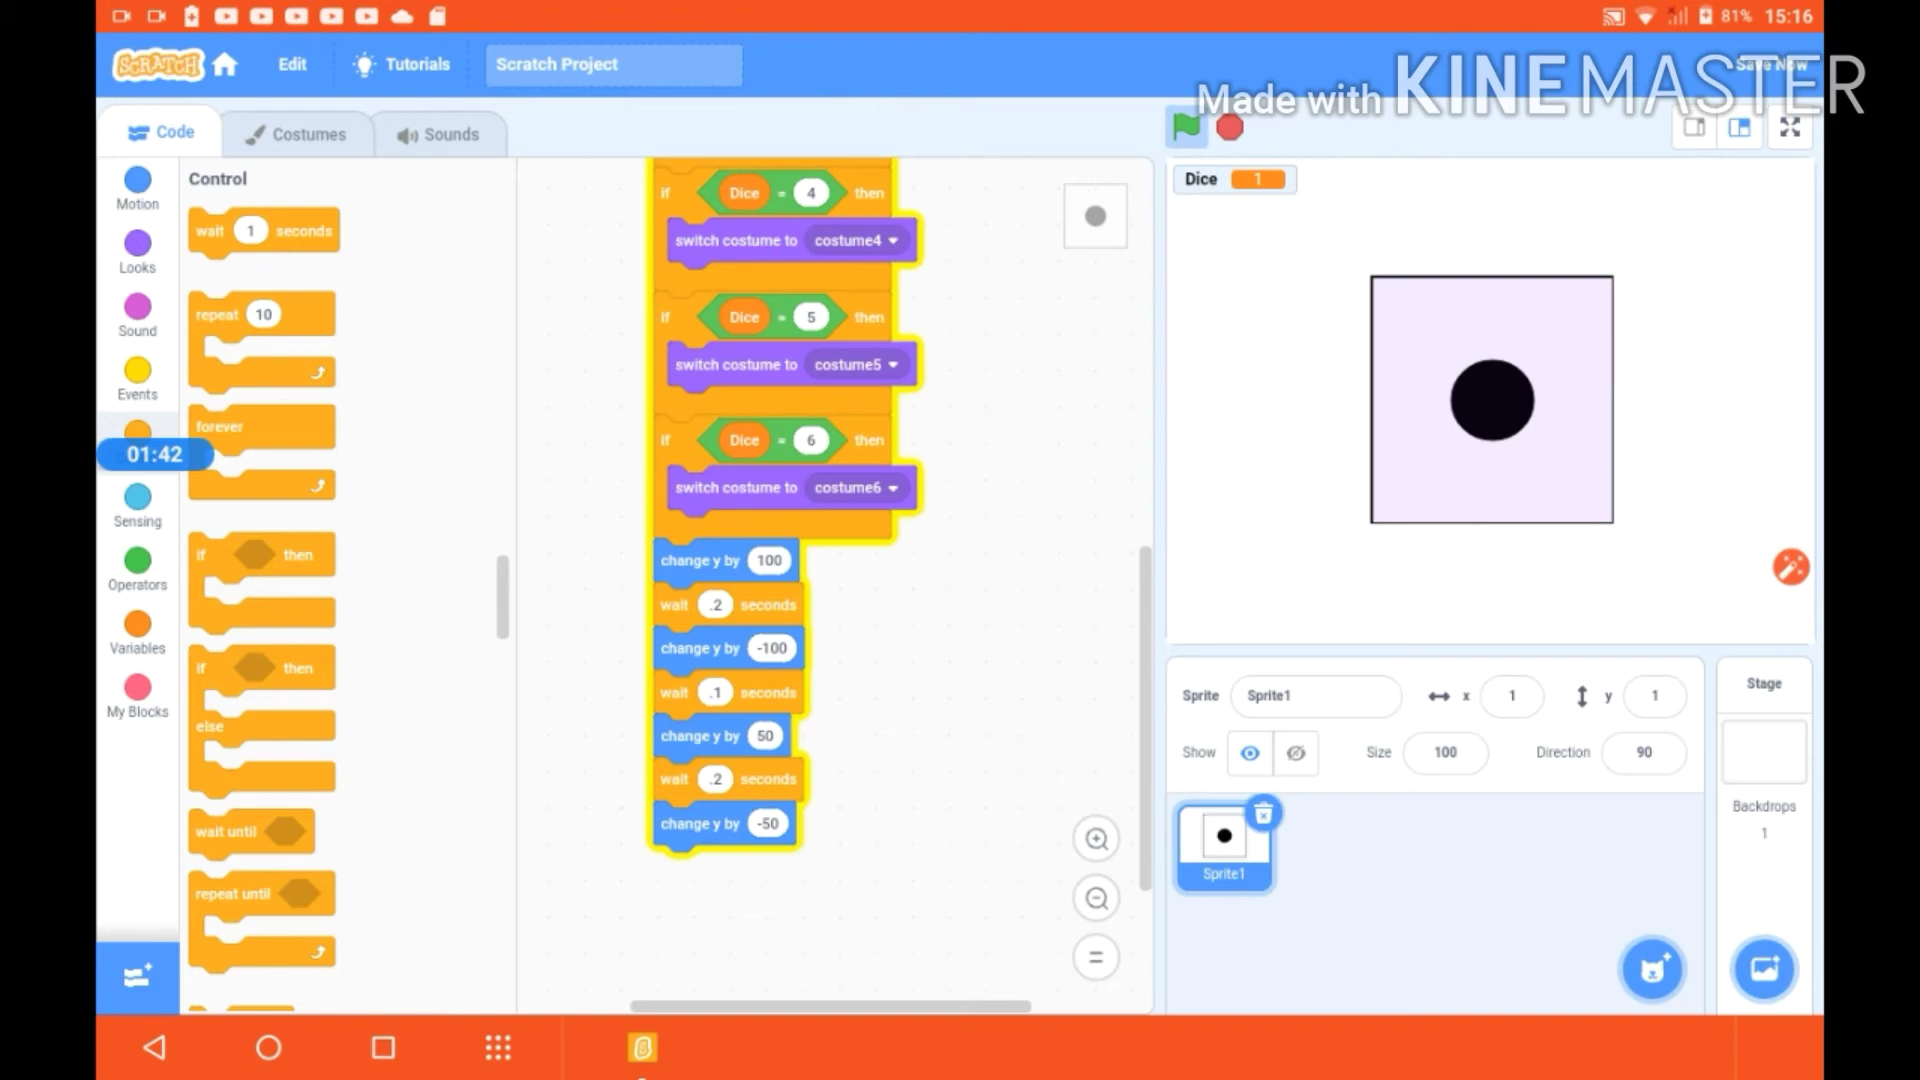 81% 15:16
SCRATCH Edit Tutorials Scratch Project Save Now
Made with KINEMASTER
Code Costumes Sounds
Motion
Looks
Sound
Events
01:42
Sensing
Operators
Variables
My Blocks
Control
wait 1 seconds
repeat 10
forever
if then
if then
else
wait until
repeat until
if Dice = 4 then
switch costume to costume4
if Dice = 5 then
switch costume to costume5
if Dice = 6 then
switch costume to costume6
change y by 100
wait .2 seconds
change y by -100
wait .1 seconds
change y by 50
wait .2 seconds
change y by -50
Dice 1
Sprite Sprite1 x 1 y 1
Show Size 100 Direction 90
Sprite1
Stage
Backdrops
1